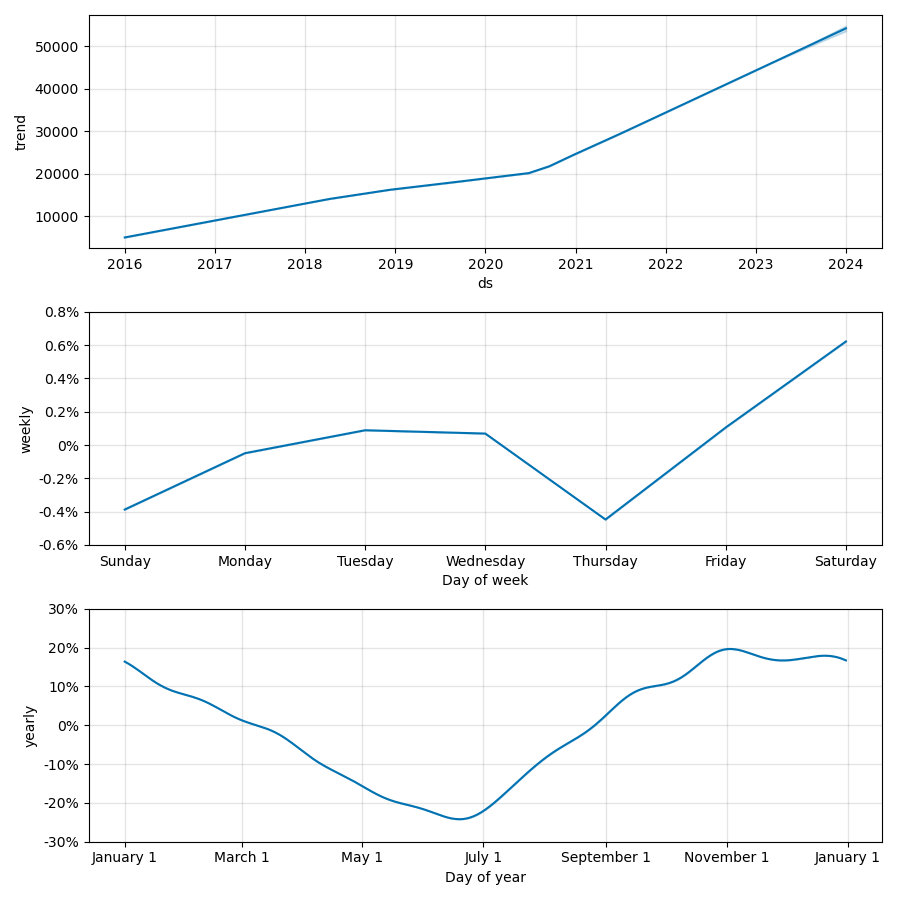 50000
40000
30000
20000
10000
trend
2016 2017 2018 2019 2020 2021 2022 2023 2024
ds
0.8%
0.6%
0.4%
0.2%
0%
-0.2%
-0.4%
-0.6%
weekly
Sunday Monday Tuesday Wednesday Thursday Friday Saturday
Day of week
30%
20%
10%
0%
-10%
-20%
-30%
yearly
January 1 March 1 May 1 July 1 September 1 November 1 January 1
Day of year